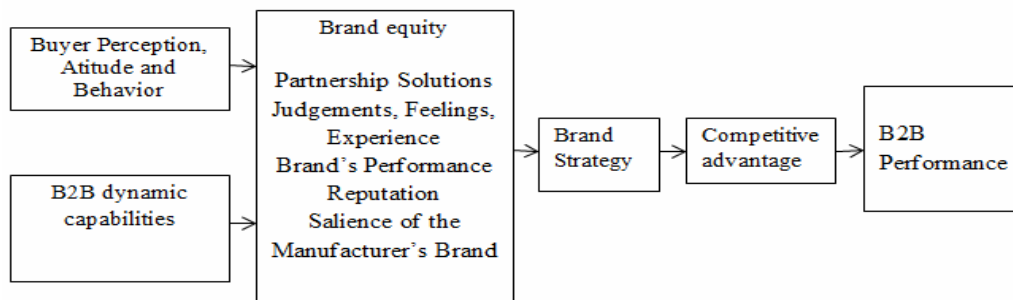 Buyer Perception,
Atitude and
Behavior
B2B dynamic
capabilities
Brand equity
Partnership Solutions
Judgements, Feelings,
Experience
Brand's Performance
Reputation
Salience of the
Manufacturer's Brand
Brand
Strategy
Competitive
advantage
B2B
Performance